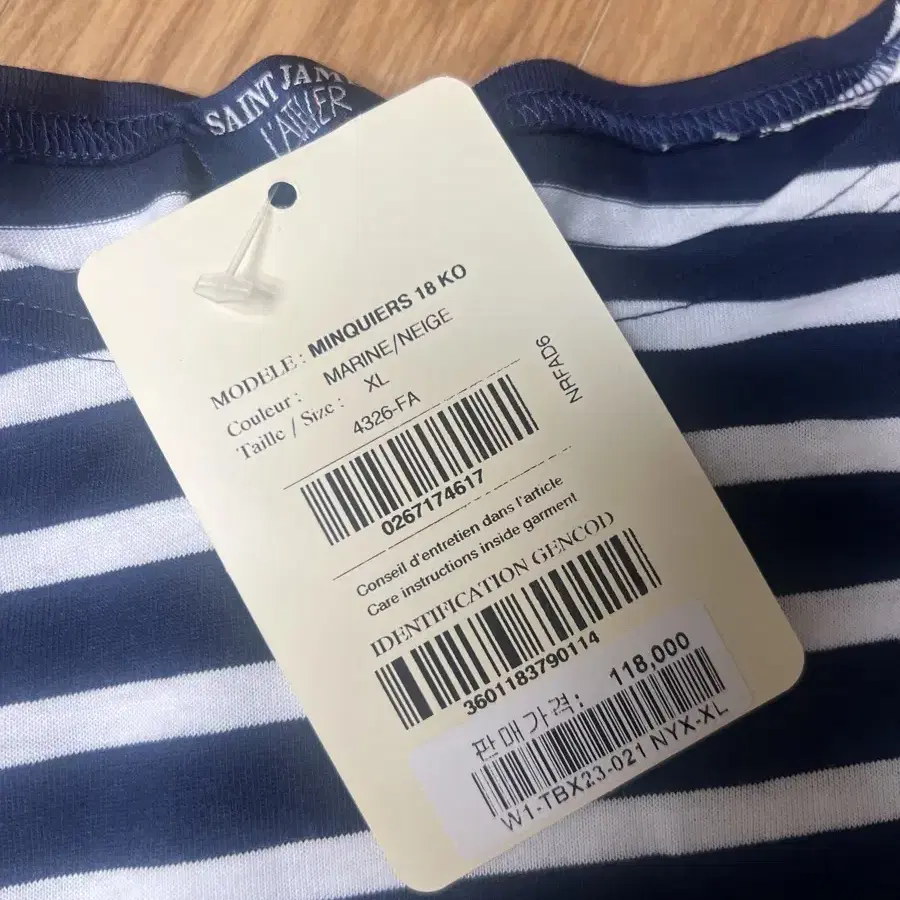 SAINT JAM
L'ATELIER
MODELE : MINQUIERS 18 KO
Couleur : MARINE/NEIGE
Taille / Size : XL
4326-FA
NRFAD6
0267174617
Conseil d'entretien dans l'article
Care instructions inside garment
IDENTIFICATION GENCOD
3601183790114
판매가격: 118,000
W1-TBX23-021 NYX-XL